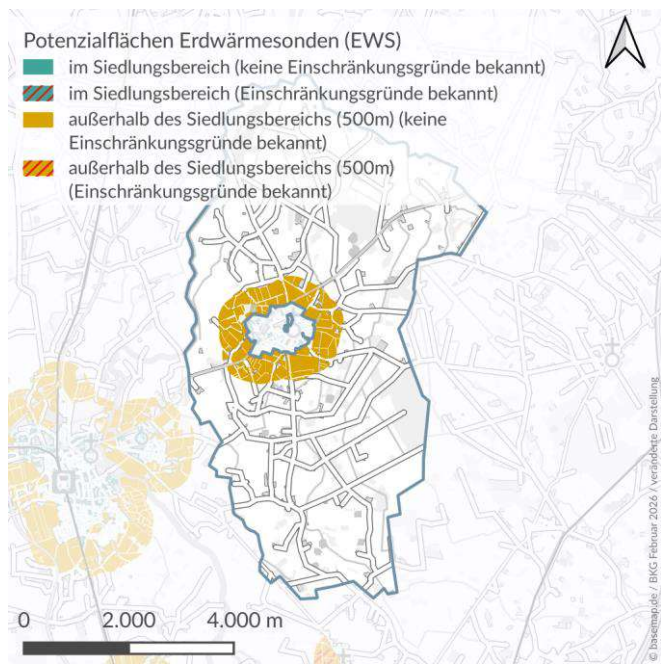 Potenzialflächen Erdwärmesonden (EWS)
im Siedlungsbereich (keine Einschränkungsgründe bekannt)
im Siedlungsbereich (Einschränkungsgründe bekannt)
außerhalb des Siedlungsbereichs (500m) (keine
Einschränkungsgründe bekannt)
außerhalb des Siedlungsbereichs (500m)
(Einschränkungsgründe bekannt)
0 2.000 4.000 m
© basemap.de / BKG Februar 2026 / veränderte Darstellung